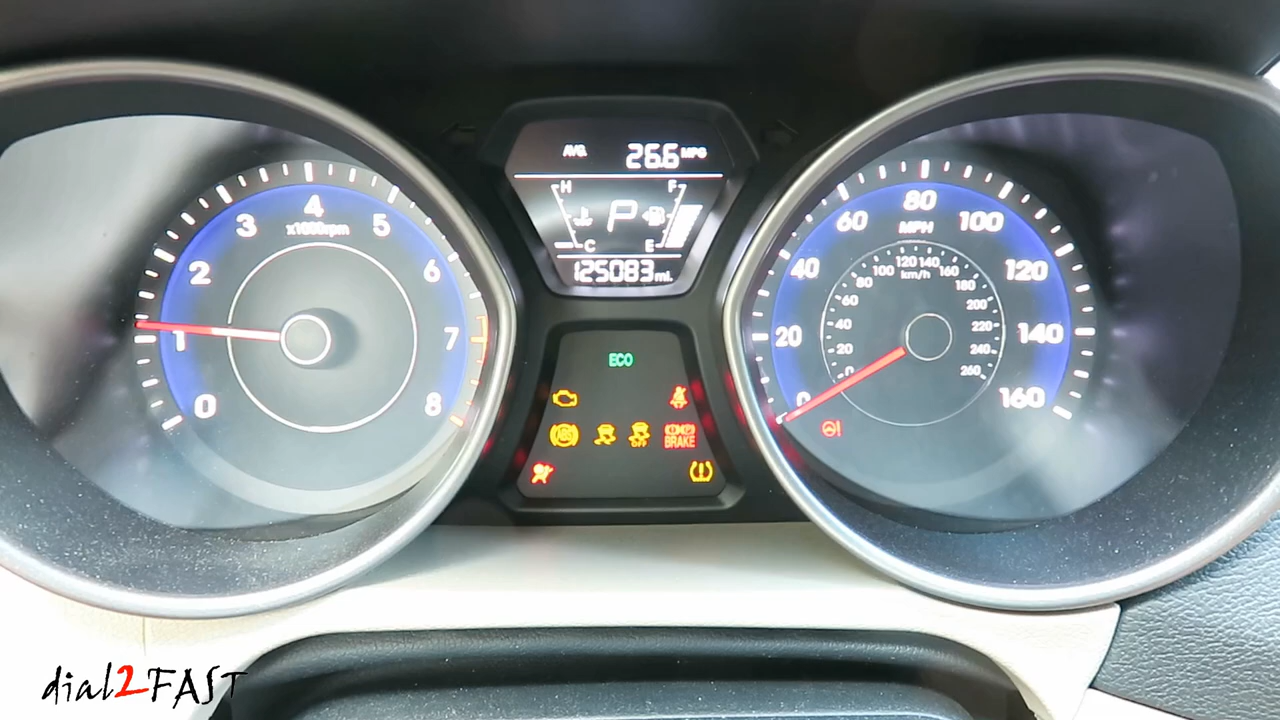 AVG. 26.6 MPG
H F
P
C E
125083 mi.
0 1 2 3 4 5 6 7 8
x1000rpm
0 20 40 60 80 100 120 140 160
MPH
0 20 40 60 80 100 120 140 160 180 200 220 240 260
km/h
ECO
ABS
OFF
BRAKE
dial2FAST